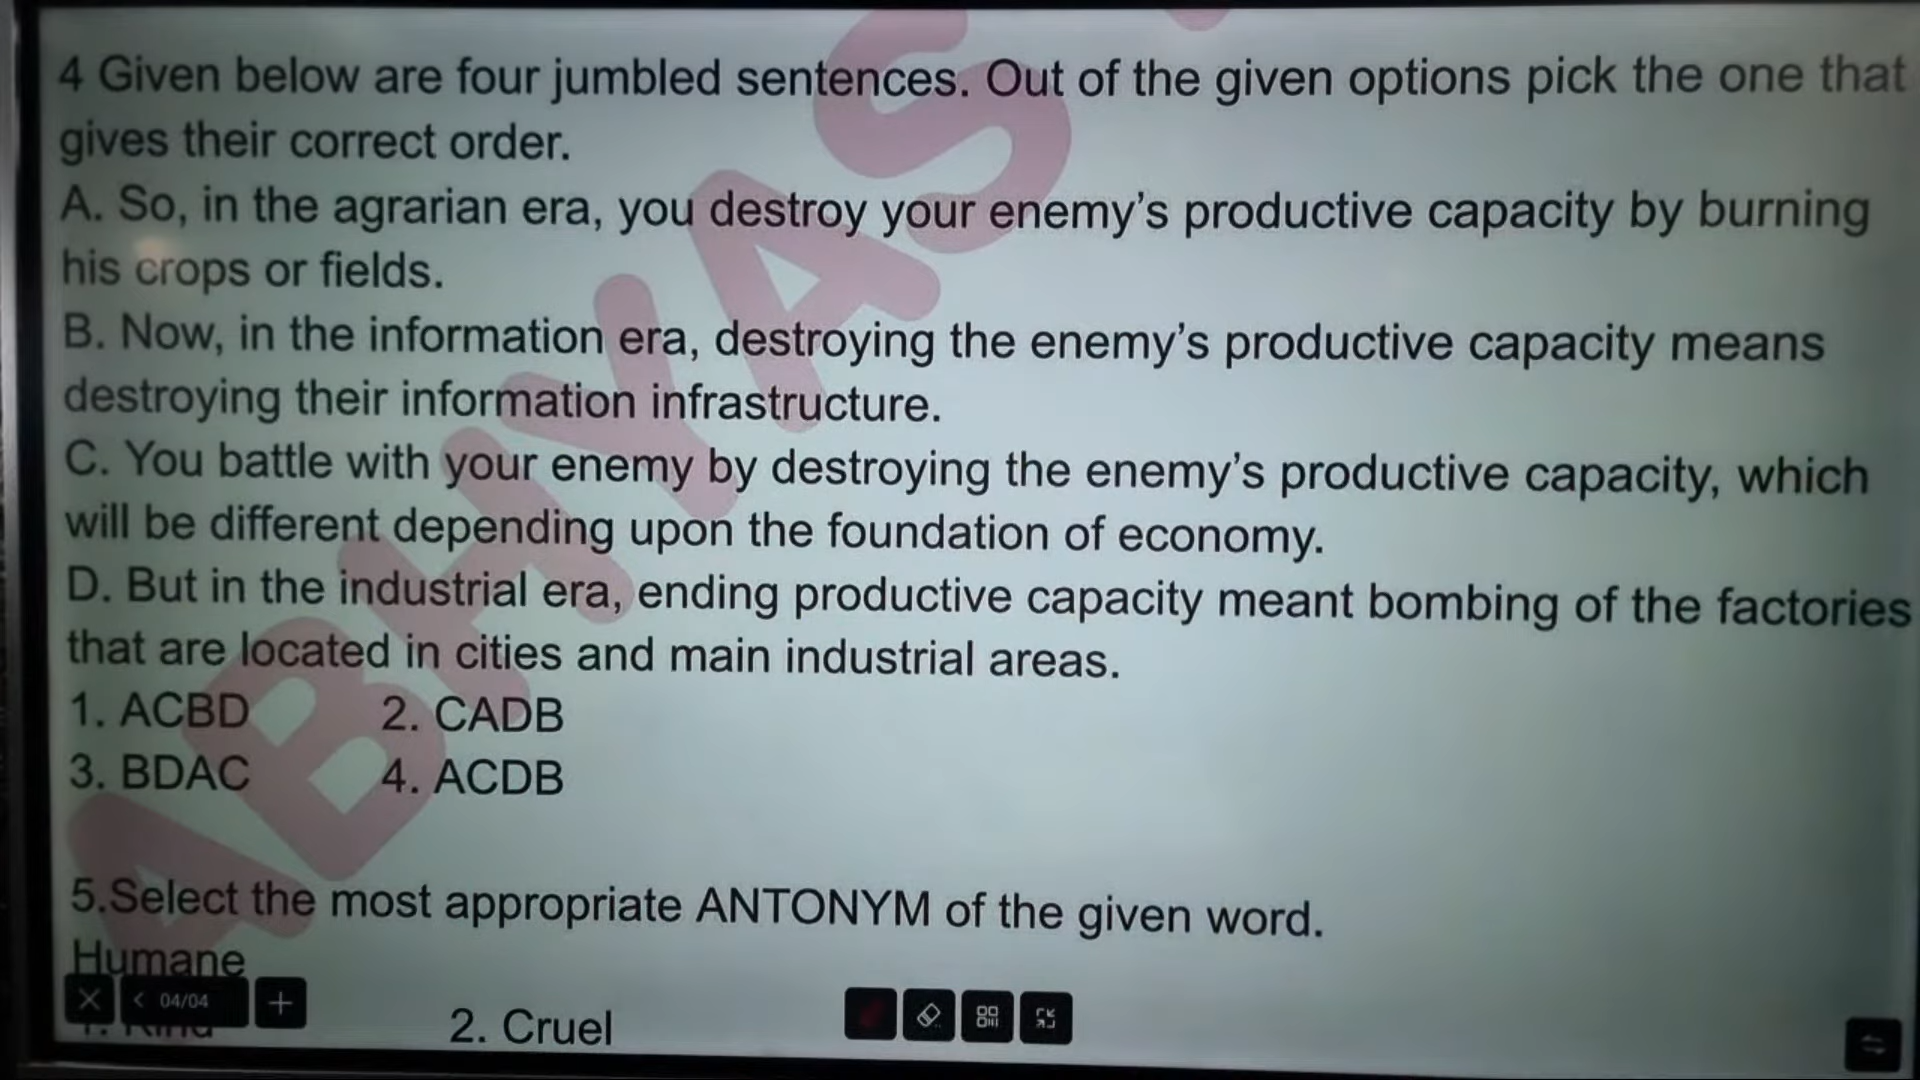 4 Given below are four jumbled sentences. Out of the given options pick the one that
gives their correct order.
A. So, in the agrarian era, you destroy your enemy's productive capacity by burning
his crops or fields.
B. Now, in the information era, destroying the enemy's productive capacity means
destroying their information infrastructure.
C. You battle with your enemy by destroying the enemy's productive capacity, which
will be different depending upon the foundation of economy.
D. But in the industrial era, ending productive capacity meant bombing of the factories
that are located in cities and main industrial areas.
1. ACBD 2. CADB
3. BDAC 4. ACDB
5.Select the most appropriate ANTONYM of the given word.
Humane
04/04
2. Cruel
ABHYAS